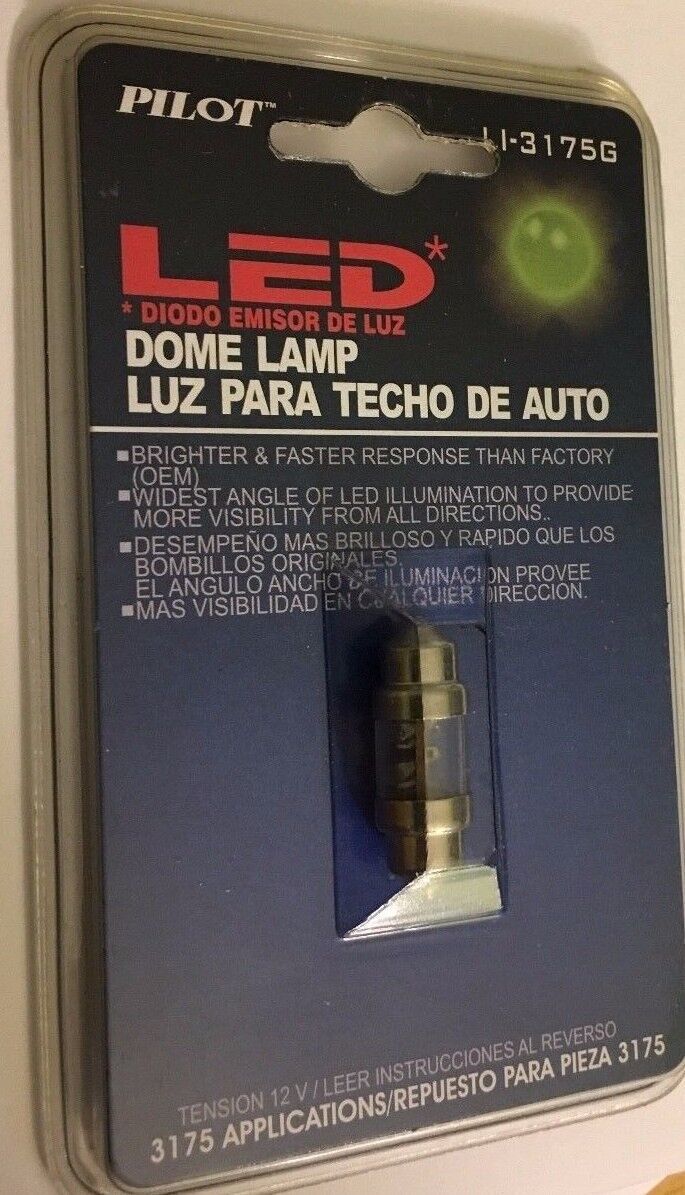 PILOT™
LI-3175G
LED*
* DIODO EMISOR DE LUZ
DOME LAMP
LUZ PARA TECHO DE AUTO
▪BRIGHTER & FASTER RESPONSE THAN FACTORY
(OEM)
▪WIDEST ANGLE OF LED ILLUMINATION TO PROVIDE
MORE VISIBILITY FROM ALL DIRECTIONS..
▪DESEMPEÑO MAS BRILLOSO Y RAPIDO QUE LOS
BOMBILLOS ORIGINALES.
EL ANGULO ANCHO DE ILUMINACION PROVEE
▪MAS VISIBILIDAD EN CUALQUIER DIRECCION.
TENSION 12 V / LEER INSTRUCCIONES AL REVERSO
3175 APPLICATIONS/REPUESTO PARA PIEZA 3175